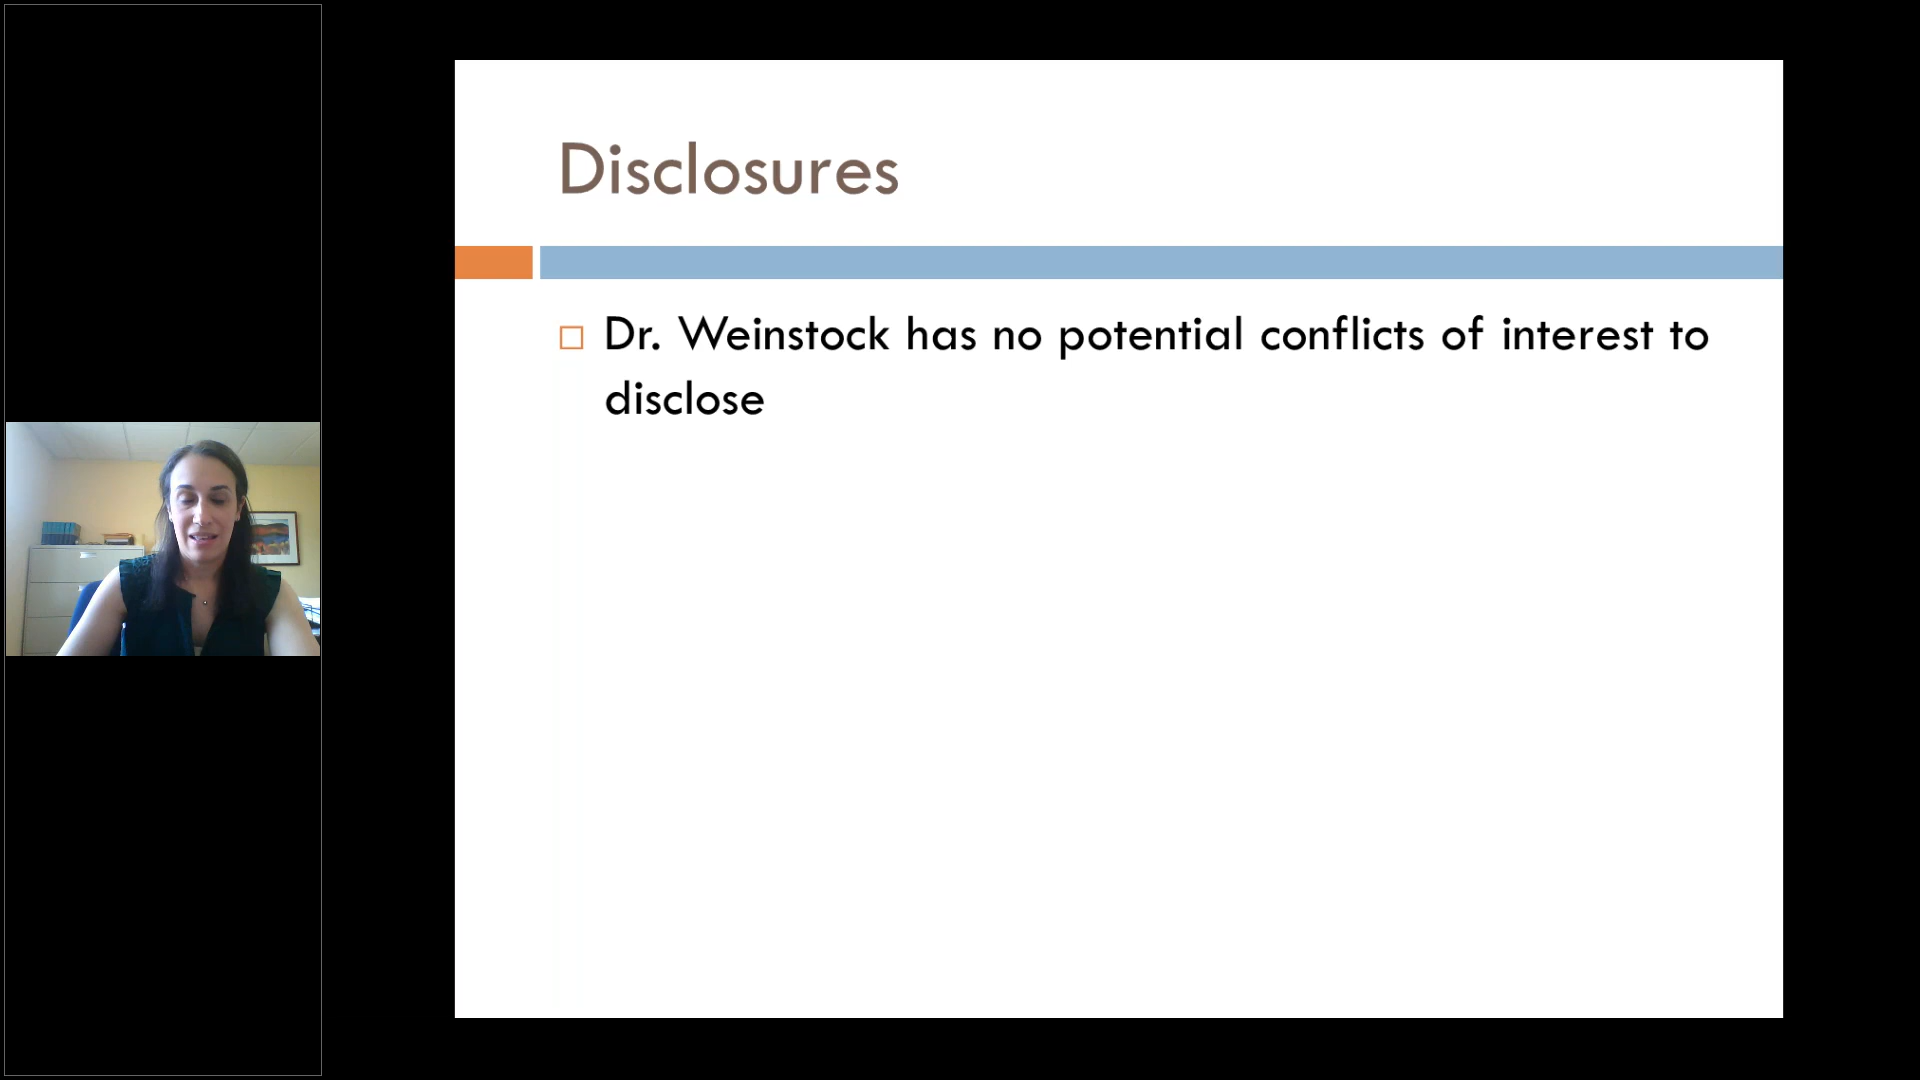 Disclosures
Dr. Weinstock has no potential conflicts of interest to
disclose